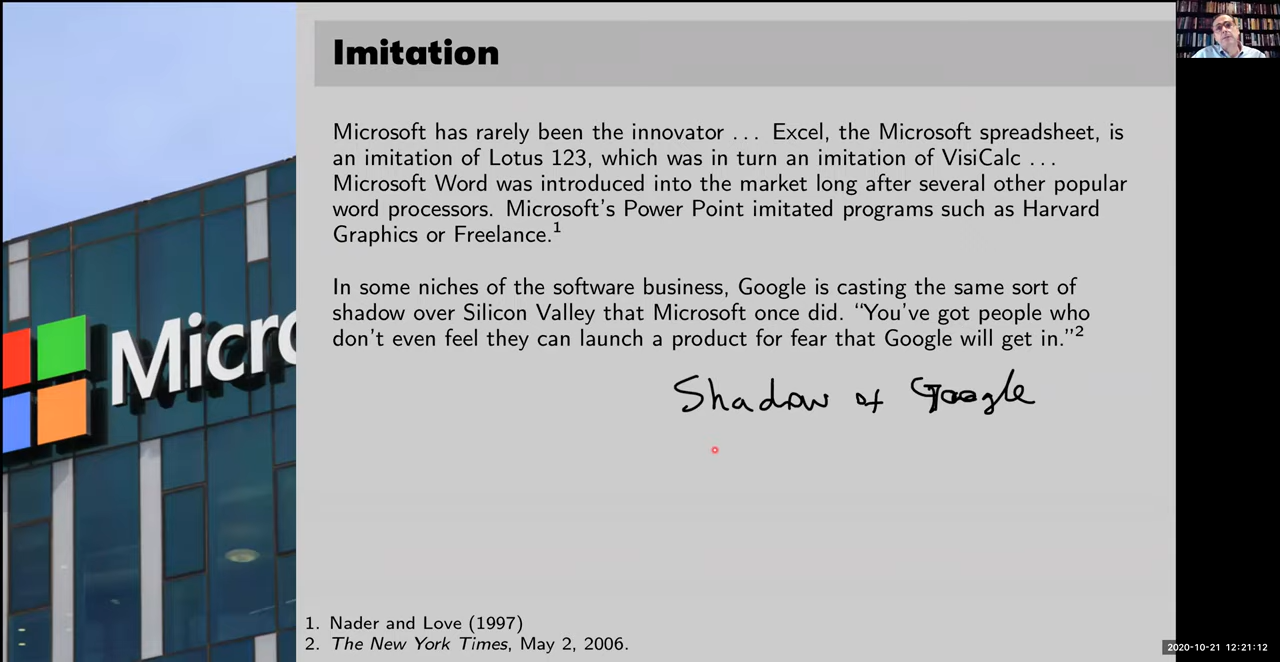 Imitation
Microsoft has rarely been the innovator ... Excel, the Microsoft spreadsheet, is
an imitation of Lotus 123, which was in turn an imitation of VisiCalc ...
Microsoft Word was introduced into the market long after several other popular
word processors. Microsoft's Power Point imitated programs such as Harvard
Graphics or Freelance.¹
In some niches of the software business, Google is casting the same sort of
shadow over Silicon Valley that Microsoft once did. “You've got people who
don't even feel they can launch a product for fear that Google will get in.”²
Micro
Shadow of Google
1. Nader and Love (1997)
2. The New York Times, May 2, 2006.
2020-10-21 12:21:12